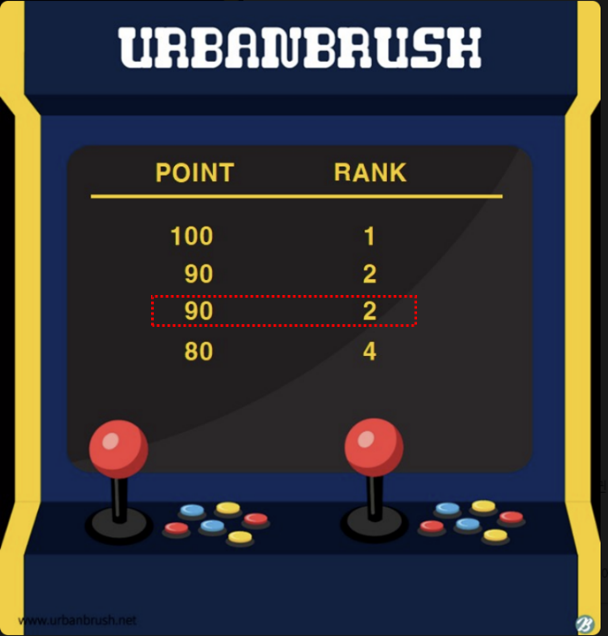 URBANBRUSH
POINT RANK
100 1
90 2
90 2
80 4
www.urbanbrush.net